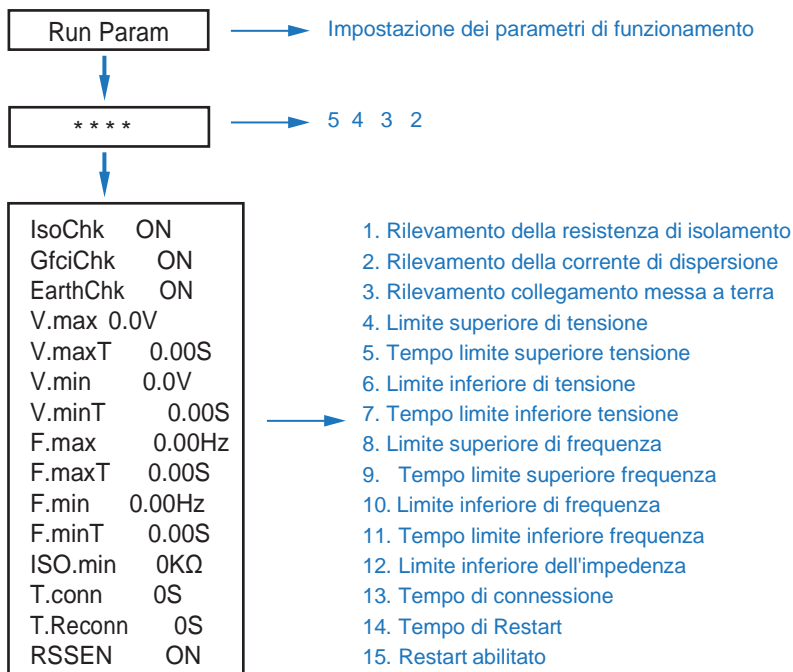 Run Param
Impostazione dei parametri di funzionamento
* * * *
5 4 3 2
IsoChk ON
GfciChk ON
EarthChk ON
V.max 0.0V
V.maxT 0.00S
V.min 0.0V
V.minT 0.00S
F.max 0.00Hz
F.maxT 0.00S
F.min 0.00Hz
F.minT 0.00S
ISO.min 0KΩ
T.conn 0S
T.Reconn 0S
RSSEN ON
1. Rilevamento della resistenza di isolamento
2. Rilevamento della corrente di dispersione
3. Rilevamento collegamento messa a terra
4. Limite superiore di tensione
5. Tempo limite superiore tensione
6. Limite inferiore di tensione
7. Tempo limite inferiore tensione
8. Limite superiore di frequenza
9. Tempo limite superiore frequenza
10. Limite inferiore di frequenza
11. Tempo limite inferiore frequenza
12. Limite inferiore dell'impedenza
13. Tempo di connessione
14. Tempo di Restart
15. Restart abilitato